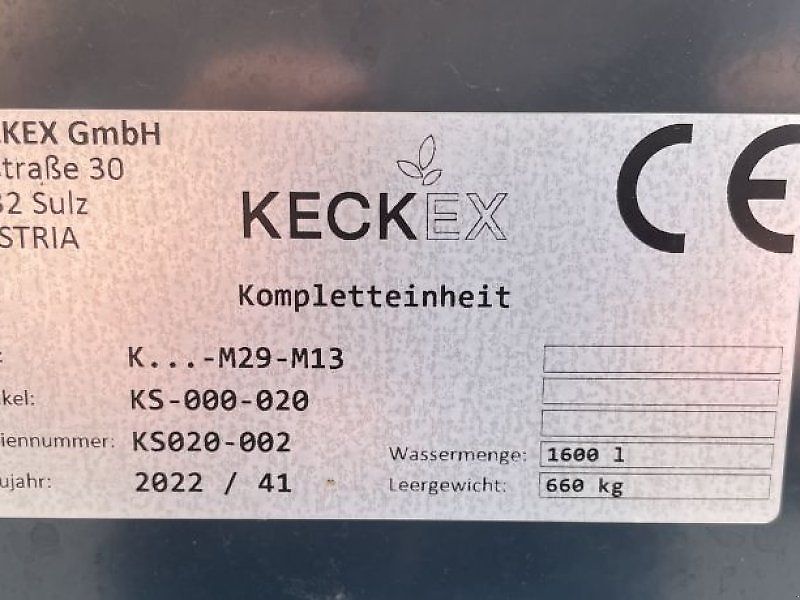 KEX GmbH
traße 30
32 Sulz
STRIA
KECKEX
CE
Kompletteinheit
: K...-M29-M13
kel: KS-000-020
iennummer: KS020-002
ujahr: 2022 / 41
Wassermenge: 1600 l
Leergewicht: 660 kg